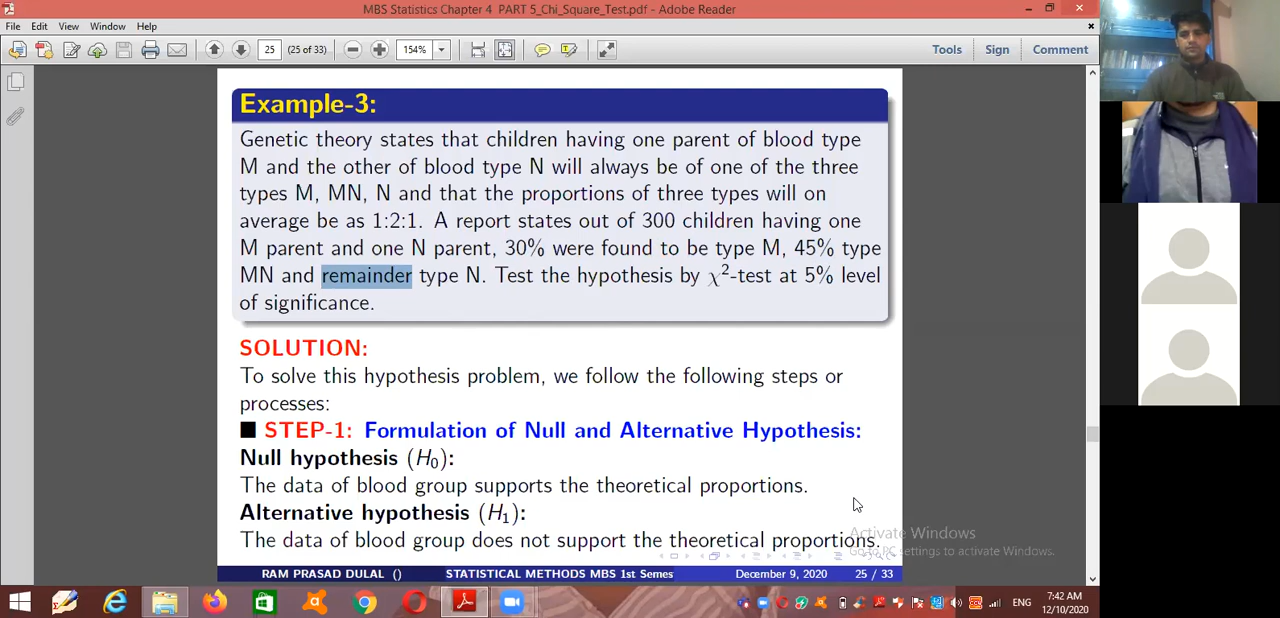 MBS Statistics Chapter 4 PART 5_Chi_Square_Test.pdf - Adobe Reader
File Edit View Window Help
25 (25 of 33) 154% Tools Sign Comment
Example-3:
Genetic theory states that children having one parent of blood type
M and the other of blood type N will always be of one of the three
types M, MN, N and that the proportions of three types will on
average be as 1:2:1. A report states out of 300 children having one
M parent and one N parent, 30% were found to be type M, 45% type
MN and remainder type N. Test the hypothesis by χ²-test at 5% level
of significance.
SOLUTION:
To solve this hypothesis problem, we follow the following steps or
processes:
STEP-1: Formulation of Null and Alternative Hypothesis:
Null hypothesis (H₀):
The data of blood group supports the theoretical proportions.
Alternative hypothesis (H₁):
The data of blood group does not support the theoretical proportions.
Activate Windows
Go to PC settings to activate Windows.
RAM PRASAD DULAL () STATISTICAL METHODS MBS 1st Semes December 9, 2020 25 / 33
ENG 7:42 AM
12/10/2020